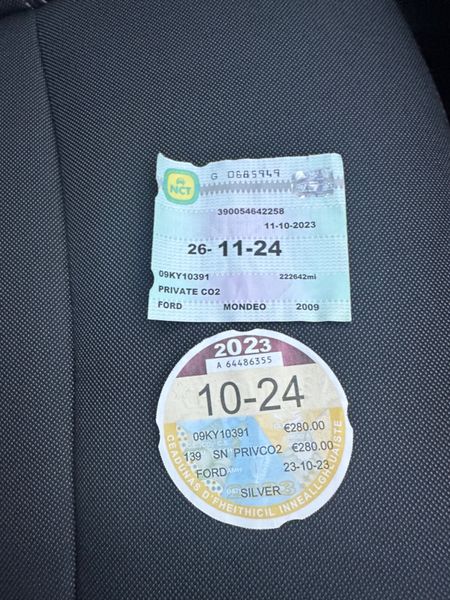 NCT
G 0685949
390054642258
11-10-2023
26- 11-24
09KY10391 222642mi
PRIVATE CO2
FORD MONDEO 2009
2023
A 64486355
10-24
09KY10391 €280.00
139 SN PRIVCO2 €280.00
FORD 23-10-23
SILVER
CEADÚNAS D'FHEITHICIL INNEALLGHLUAISTE